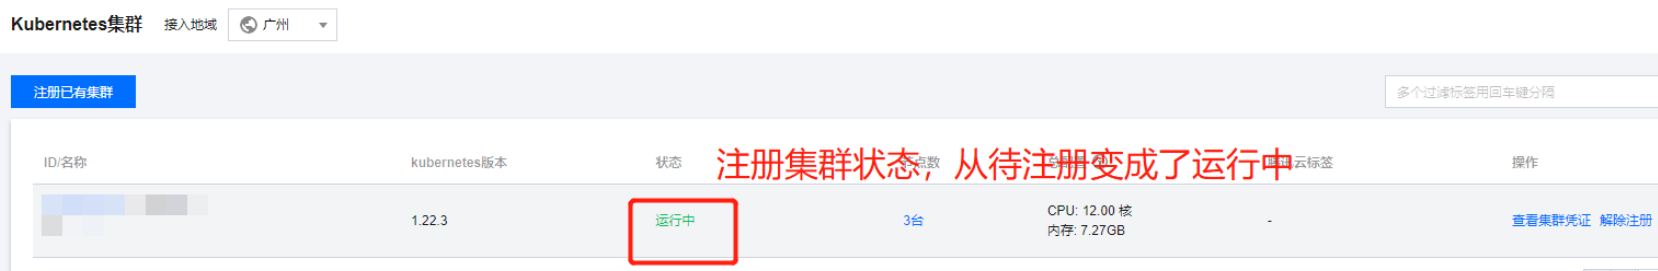 Kubernetes集群 接入地域 广州
注册已有集群 多个过滤标签用回车键分隔
ID/名称 kubernetes版本 状态 节点数 腾讯云标签 操作
注册集群状态，从待注册变成了运行中
1.22.3 运行中 3台 CPU: 12.00 核 - 查看集群凭证 解除注册
内存: 7.27GB